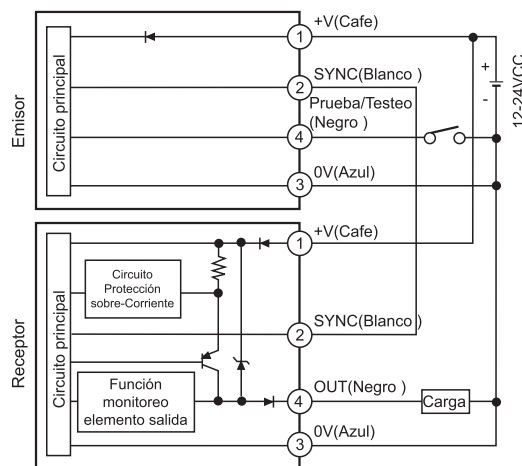 Emisor
Circuito principal
1
+V(Cafe)
2
SYNC(Blanco )
Prueba/Testeo
4
(Negro )
3
0V(Azul)
+
-
12-24VCC
Receptor
Circuito principal
1
+V(Cafe)
Circuito
Protección
sobre-Corriente
2
SYNC(Blanco )
Función
monitoreo
elemento salida
4
OUT(Negro )
Carga
3
0V(Azul)